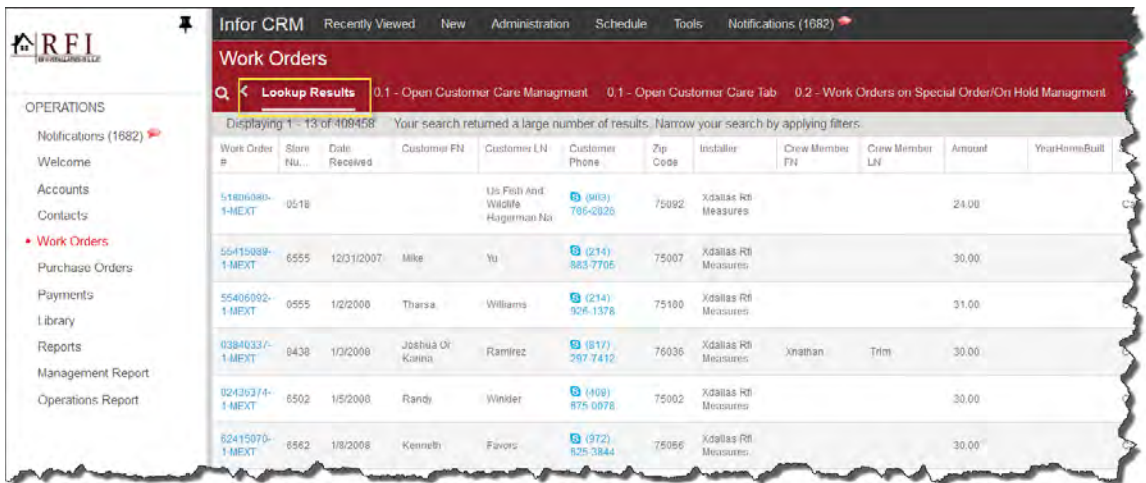 RFI
Infor CRM Recently Viewed New Administration Schedule Tools Notifications (1682)
Work Orders
Lookup Results 0.1 - Open Customer Care Managment 0.1 - Open Customer Care Tab 0.2 - Work Orders on Special Order/On Hold Managment
Displaying 1 - 13 of 409458 Your search returned a large number of results. Narrow your search by applying filters.
OPERATIONS
Notifications (1682)
Welcome
Accounts
Contacts
Work Orders
Purchase Orders
Payments
Library
Reports
Management Report
Operations Report
Work Order Store Date Customer FN Customer LN Customer Zip Installer Crew Member Crew Member Amount YearHomeBuilt
# Nu... Received Phone Code FN LN
Us Fish And
51806080- 0518 Wildlife (903) 75092 Xdallas Rfi 24.00
1-MEXT Hagerman Na 786-2826 Measures
55415089- 6555 12/31/2007 Mike Yu (214) 75007 Xdallas Rfi 30.00
1-MEXT 883-7705 Measures
55406092- 0555 1/2/2008 Tharsa Williams (214) 75180 Xdallas Rfi 31.00
1-MEXT 926-1378 Measures
03840337- 8438 1/3/2008 Joshua Or Ramirez (817) 76036 Xdallas Rfi Xnathan Trim 30.00
1-MEXT Karina 297-7412 Measures
02436374- 6502 1/5/2008 Randy Winkler (409) 75002 Xdallas Rfi 30.00
1-MEXT 875-0078 Measures
62415070- 6562 1/8/2008 Kenneth Favors (972) 75056 Xdallas Rfi 30.00
1-MEXT 625-3844 Measures